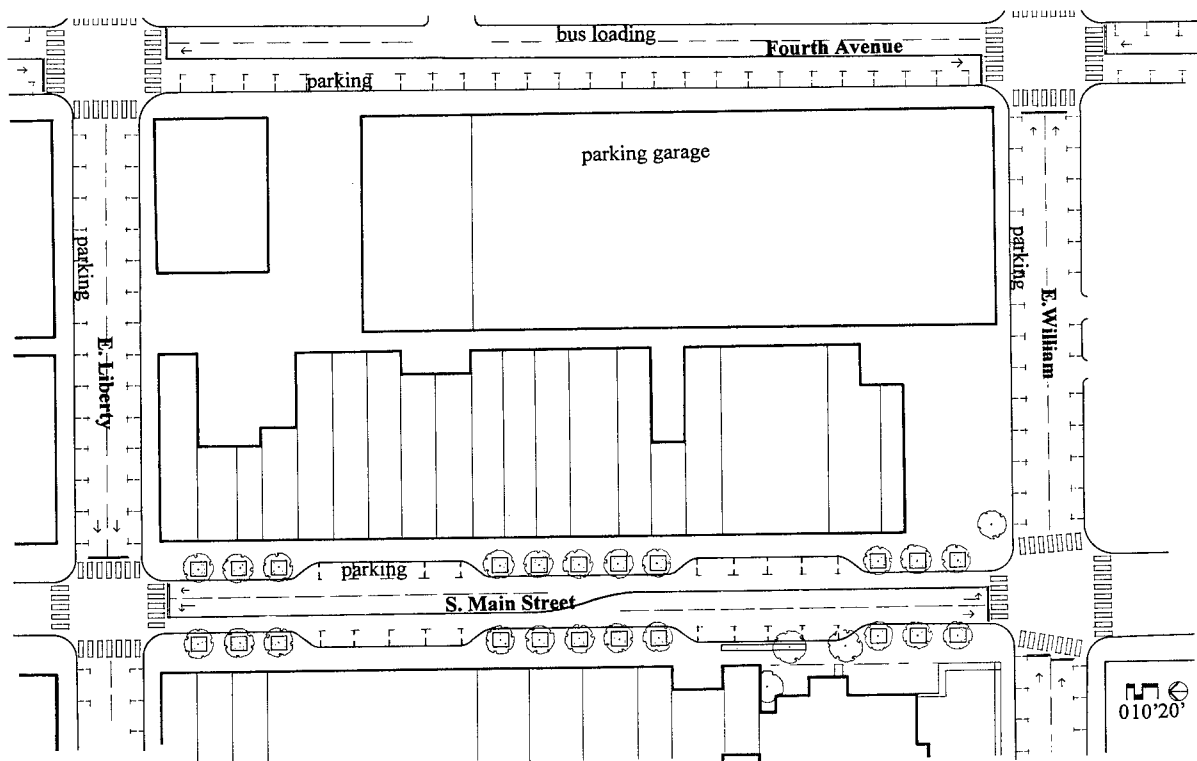 bus loading
Fourth Avenue
parking
parking garage
parking
E. Liberty
parking
E. William
parking
S. Main Street
0 10'20'